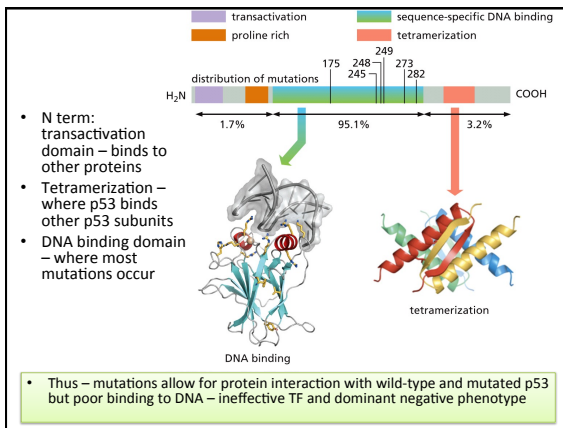 transactivation
sequence-specific DNA binding
proline rich
tetramerization
249
175
248
273
245
282
distribution of mutations
H₂N
COOH
1.7%
95.1%
3.2%
• N term:
transactivation
domain – binds to
other proteins
• Tetramerization –
where p53 binds
other p53 subunits
• DNA binding domain
– where most
mutations occur
tetramerization
DNA binding
• Thus – mutations allow for protein interaction with wild-type and mutated p53
but poor binding to DNA – ineffective TF and dominant negative phenotype